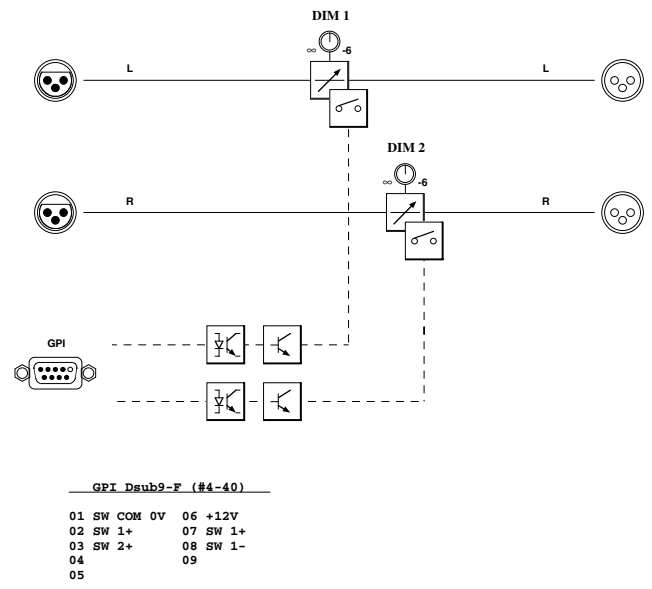 DIM 1
∞ -6
L L
DIM 2
∞ -6
R R
GPI
GPI Dsub9-F (#4-40)
01 SW COM 0V 06 +12V
02 SW 1+ 07 SW 1+
03 SW 2+ 08 SW 1-
04 09
05